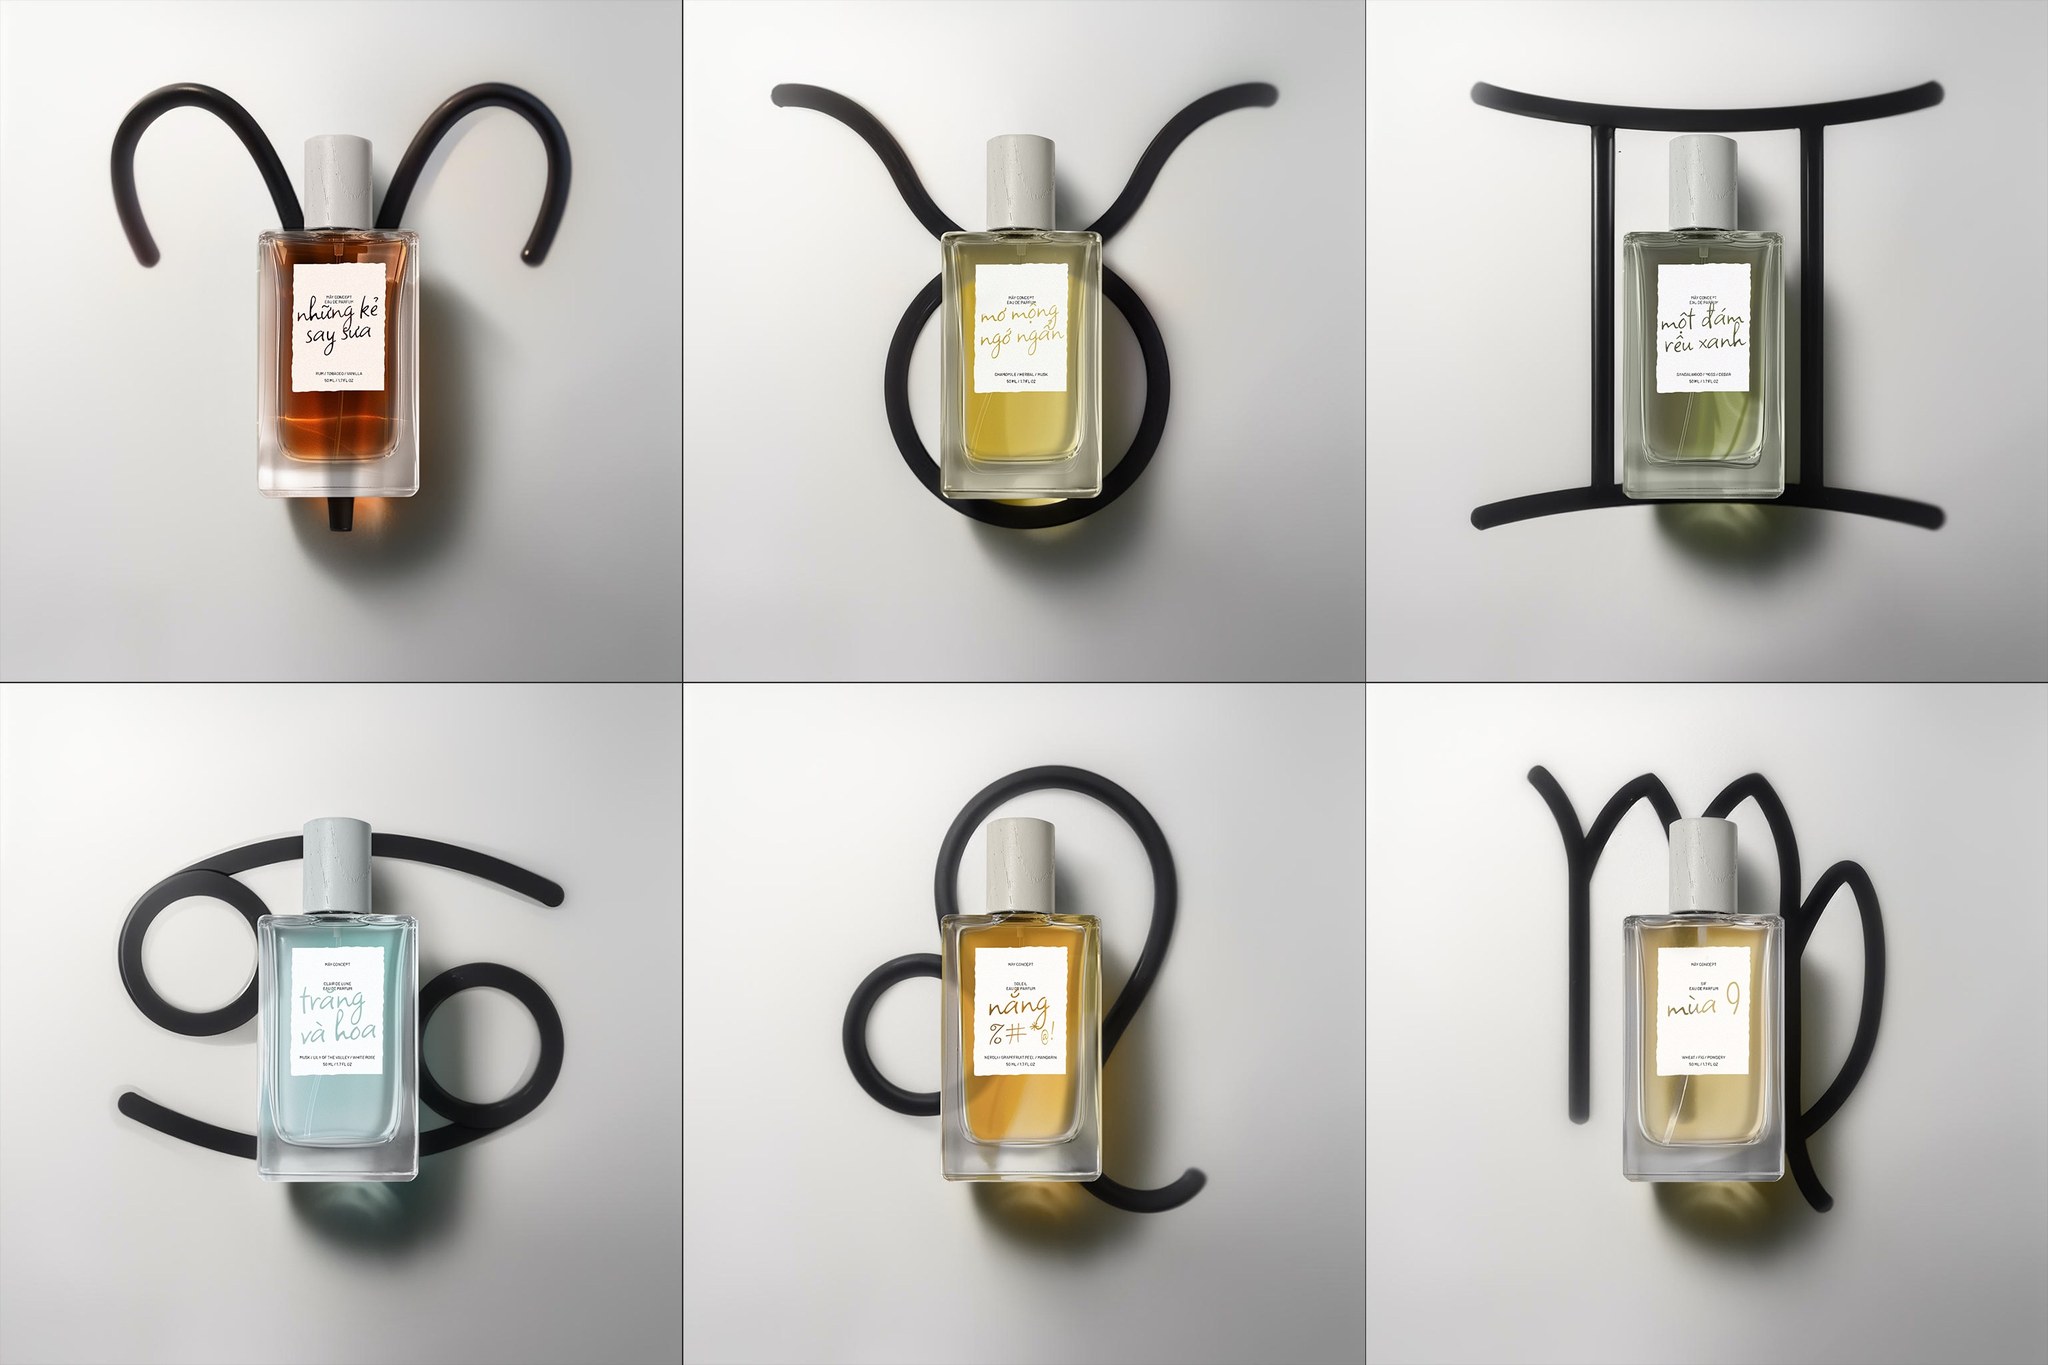 MÂY CONCEPT
EAU DE PARFUM
những kẻ
say sưa
RUM / TOBACCO / VANILLA
50 ML / 1.7 FL OZ
MÂY CONCEPT
EAU DE PARFUM
mơ mộng
ngớ ngẩn
CHAMOMILE / HERBAL / MUSK
50 ML / 1.7 FL OZ
MÂY CONCEPT
EAU DE PARFUM
một đám
rêu xanh
SANDALWOOD / MOSS / CEDAR
50 ML / 1.7 FL OZ
MÂY CONCEPT
CLAIR DE LUNE
EAU DE PARFUM
trăng
và hoa
MUSK / LILY OF THE VALLEY / WHITE ROSE
50 ML / 1.7 FL OZ
MÂY CONCEPT
SOLEIL
EAU DE PARFUM
nắng
%#*@!
NEROLI / GRAPEFRUIT PEEL / MANDARIN
50 ML / 1.7 FL OZ
MÂY CONCEPT
EAU DE PARFUM
mùa 9
WHEAT / FIG / POWDERY
50 ML / 1.7 FL OZ